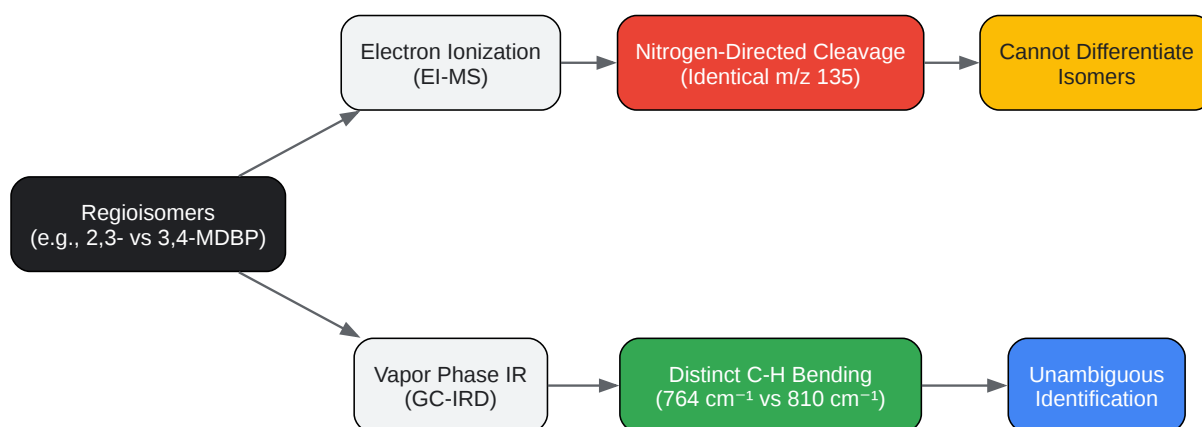 Electron Ionization
(EI-MS)
Nitrogen-Directed Cleavage
(Identical m/z 135)
Cannot Differentiate
Isomers
Regioisomers
(e.g., 2,3- vs 3,4-MDBP)
Vapor Phase IR
(GC-IRD)
Distinct C-H Bending
(764 cm⁻¹ vs 810 cm⁻¹)
Unambiguous
Identification